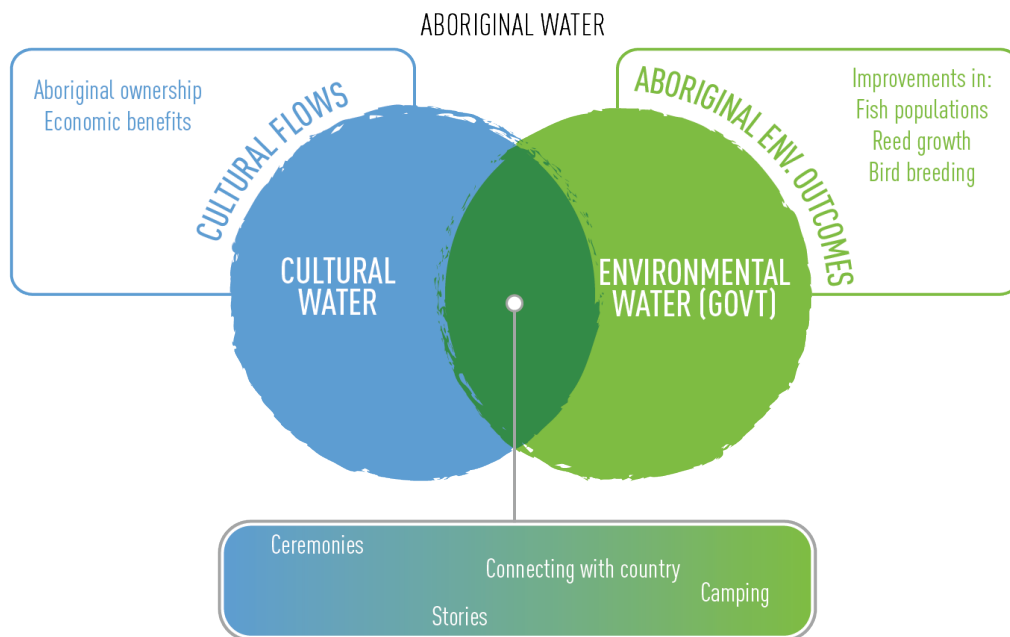 ABORIGINAL WATER
Aboriginal ownership
Economic benefits
CULTURAL FLOWS
CULTURAL
WATER
ABORIGINAL ENV. OUTCOMES
Improvements in:
Fish populations
Reed growth
Bird breeding
ENVIRONMENTAL
WATER (GOVT)
Ceremonies
Connecting with country
Camping
Stories